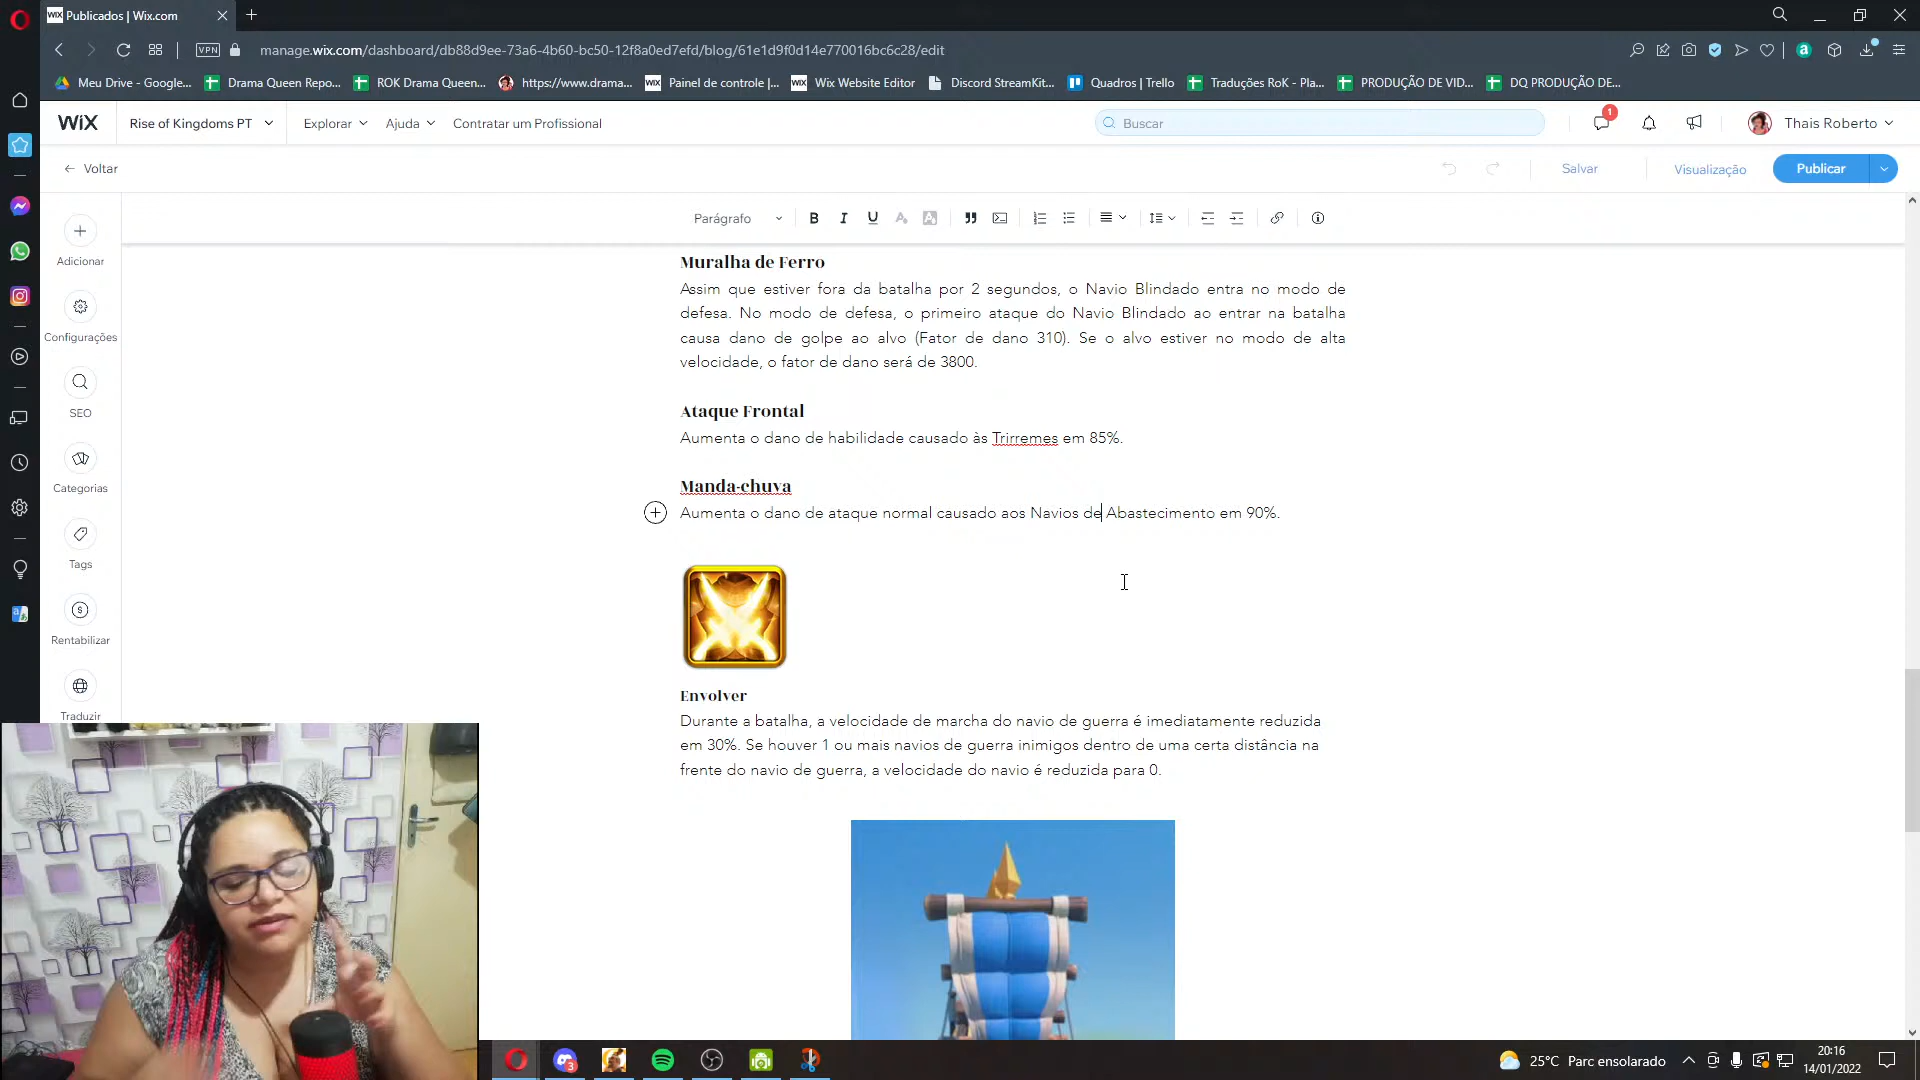 Publicados | Wix.com
VPN
manage.wix.com/dashboard/db88d9ee-73a6-4b60-bc50-12f8a0ed7efd/blog/61e1d9f0d14e770016bc6c28/edit
Meu Drive - Google...
Drama Queen Repo...
ROK Drama Queen...
https://www.drama...
Painel de controle |...
Wix Website Editor
Discord StreamKit...
Quadros | Trello
Traduções RoK - Pla...
PRODUÇÃO DE VID...
DQ PRODUÇÃO DE...
WiX
Rise of Kingdoms PT
Explorar
Ajuda
Contratar um Profissional
Buscar
1
Thais Roberto
Voltar
Salvar
Visualização
Publicar
Parágrafo
B I U A A
Adicionar
Configurações
SEO
Categorias
Tags
Rentabilizar
Traduzir
Muralha de Ferro
Assim que estiver fora da batalha por 2 segundos, o Navio Blindado entra no modo de
defesa. No modo de defesa, o primeiro ataque do Navio Blindado ao entrar na batalha
causa dano de golpe ao alvo (Fator de dano 310). Se o alvo estiver no modo de alta
velocidade, o fator de dano será de 3800.
Ataque Frontal
Aumenta o dano de habilidade causado às Trirremes em 85%.
Manda-chuva
Aumenta o dano de ataque normal causado aos Navios de Abastecimento em 90%.
Envolver
Durante a batalha, a velocidade de marcha do navio de guerra é imediatamente reduzida
em 30%. Se houver 1 ou mais navios de guerra inimigos dentro de uma certa distância na
frente do navio de guerra, a velocidade do navio é reduzida para 0.
3
25°C Parc ensolarado
20:16
14/01/2022